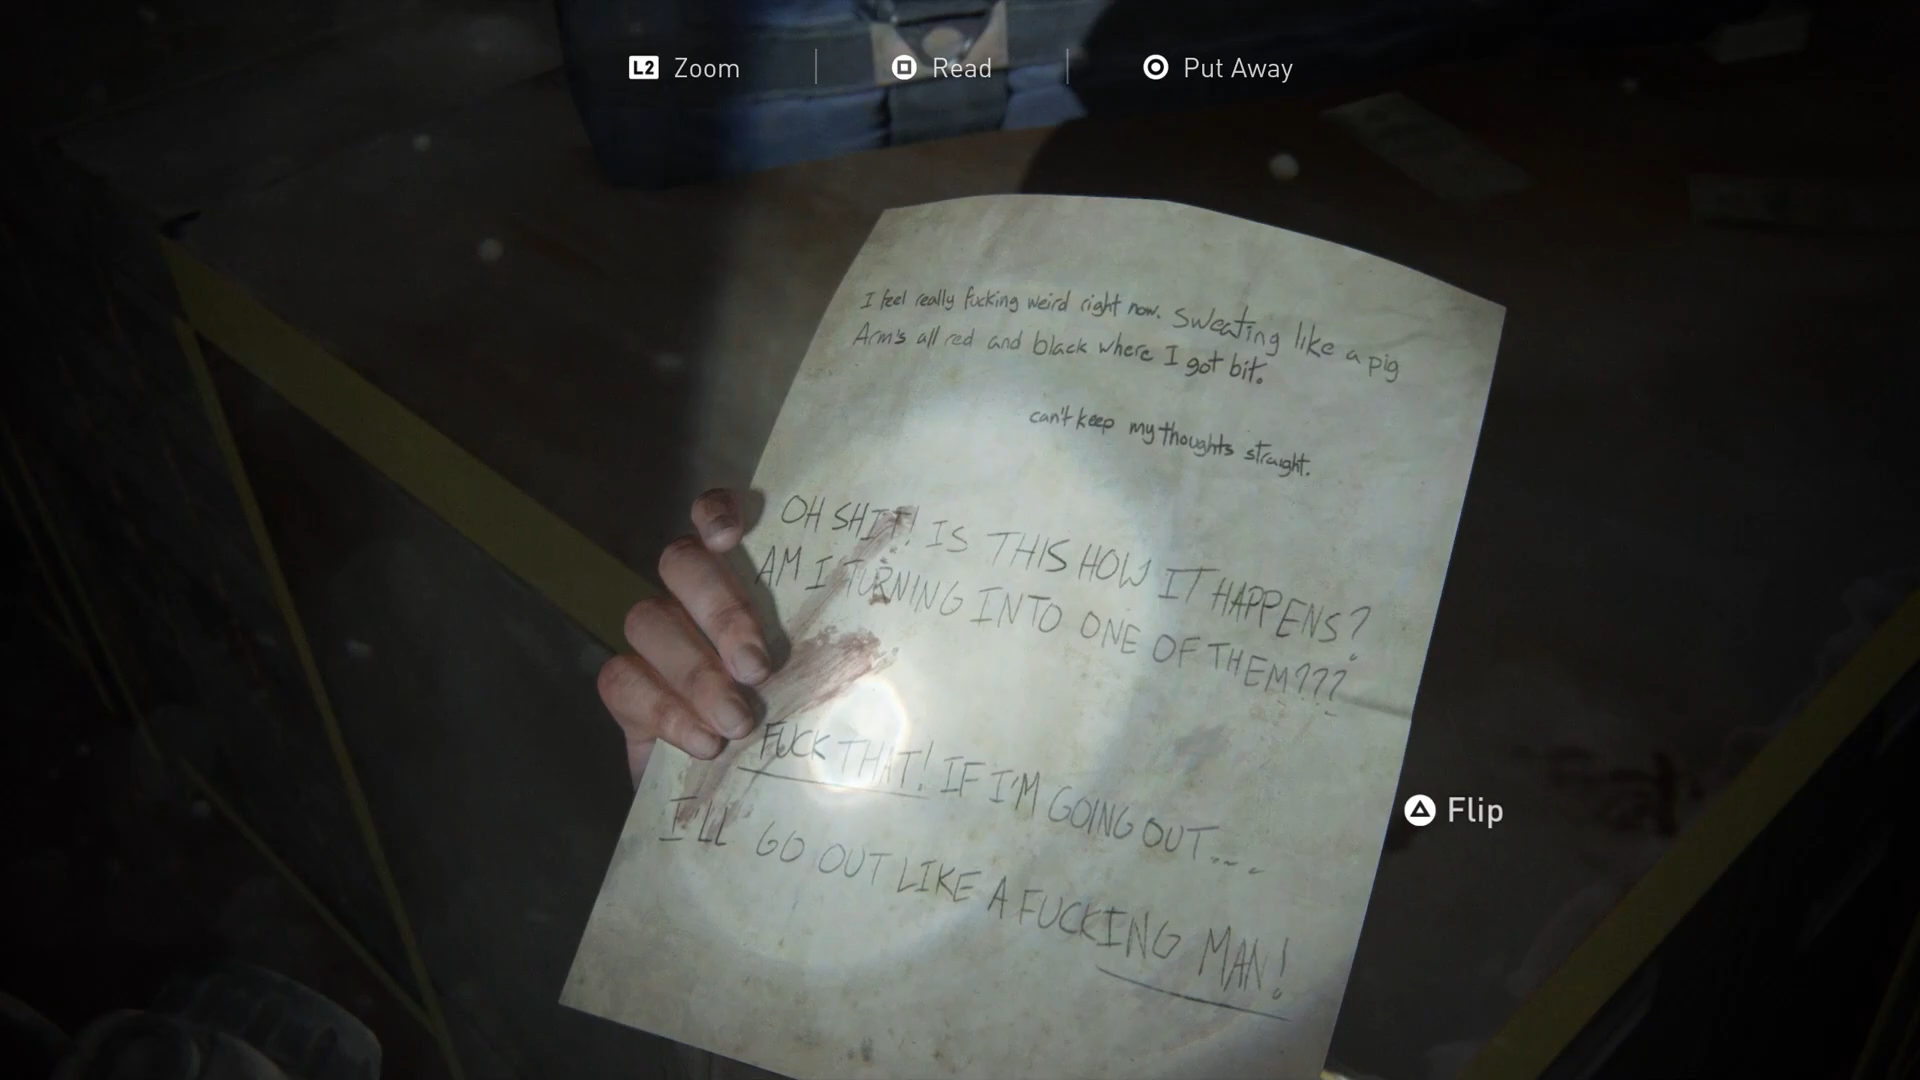 L2 Zoom
Read
Put Away
I feel really fucking weird right now. Sweating like a pig
Arm's all red and black where I got bit.
can't keep my thoughts straight.
OH SHIT! IS THIS HOW IT HAPPENS?
AM I TURNING INTO ONE OF THEM???
FUCK THAT! IF I'M GOING OUT....
I'LL GO OUT LIKE A FUCKING MAN!
Flip